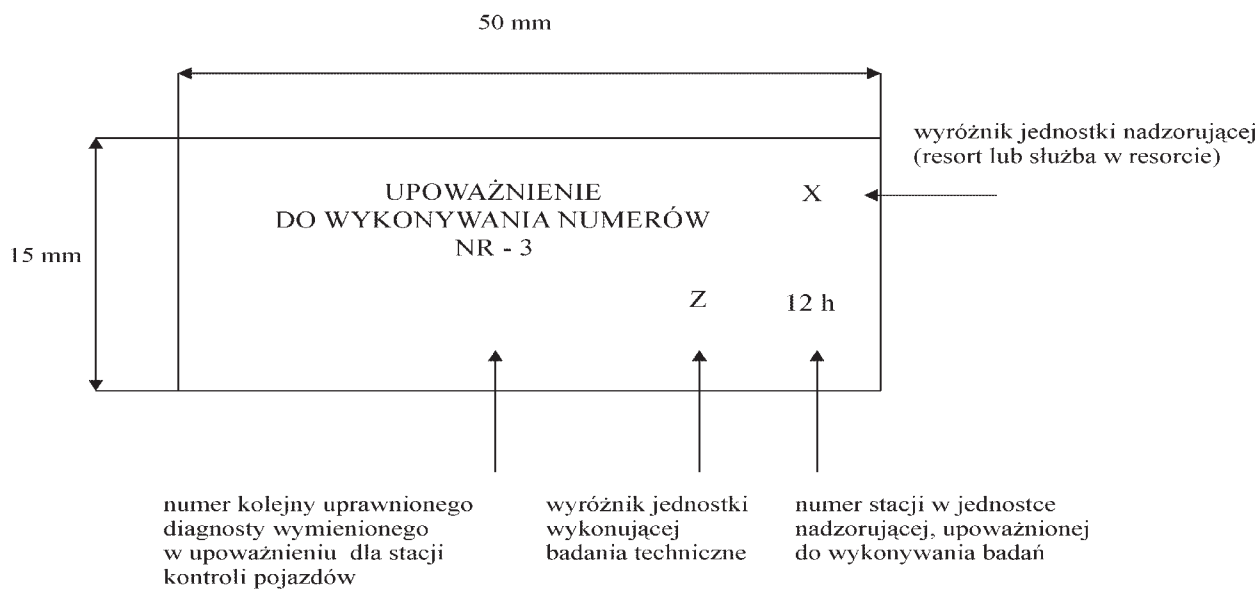 50 mm
wyróżnik jednostki nadzorującej
(resort lub służba w resorcie)
UPOWAŻNIENIE
X
DO WYKONYWANIA NUMERÓW
NR - 3
15 mm
Z
12 h
numer kolejny uprawnionego
diagnosty wymienionego
w upoważnieniu dla stacji
kontroli pojazdów
wyróżnik jednostki
wykonującej
badania techniczne
numer stacji w jednostce
nadzorującej, upoważnionej
do wykonywania badań